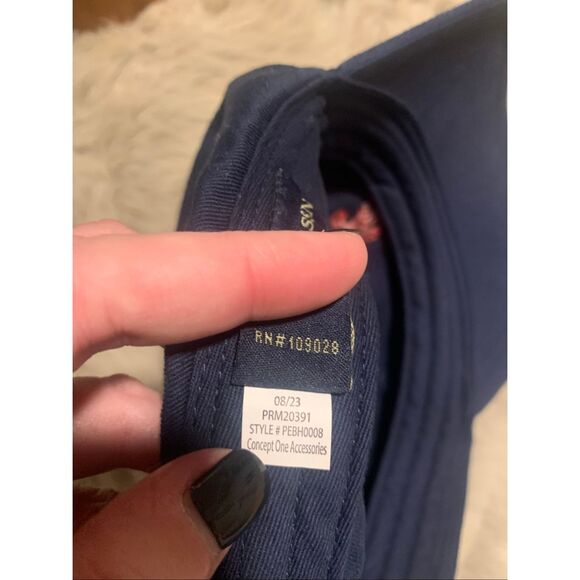 RN#109028
08/23
PRM20391
STYLE # PEBH0008
Concept One Accessories